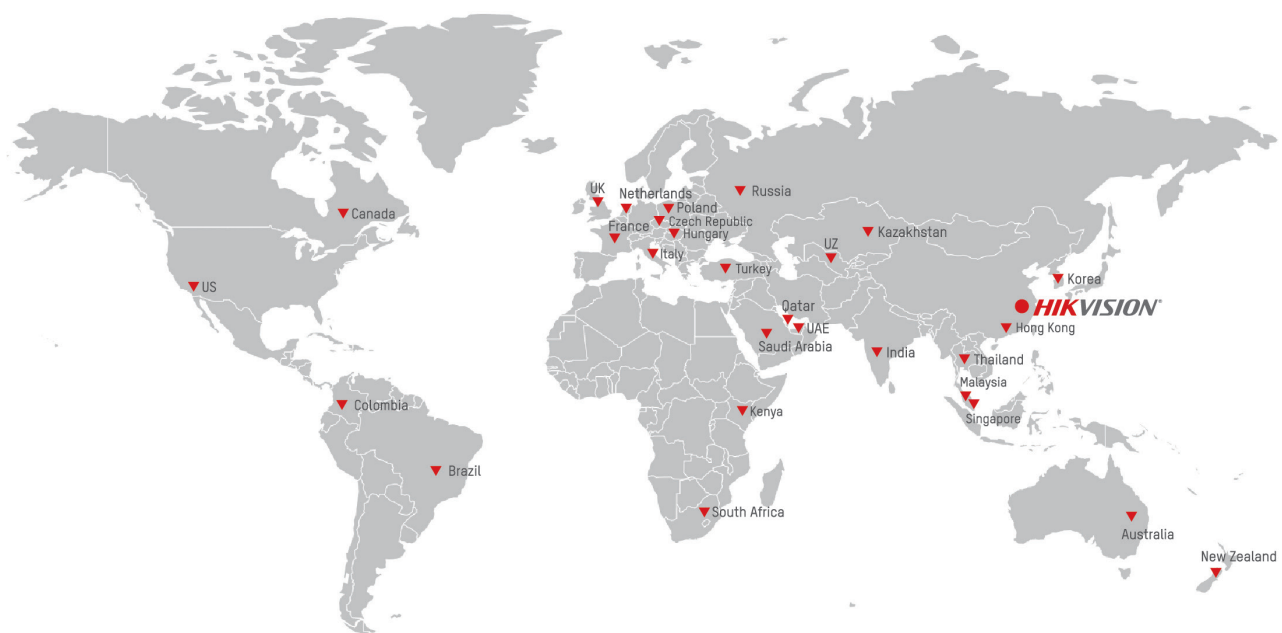 UK
Netherlands
Russia
Poland
Canada
Czech Republic
France
Hungary
Kazakhstan
UZ
Italy
Turkey
Korea
US
Qatar
HIKVISION®
UAE
Hong Kong
Saudi Arabia
India
Thailand
Malaysia
Colombia
Kenya
Singapore
Brazil
South Africa
Australia
New Zealand